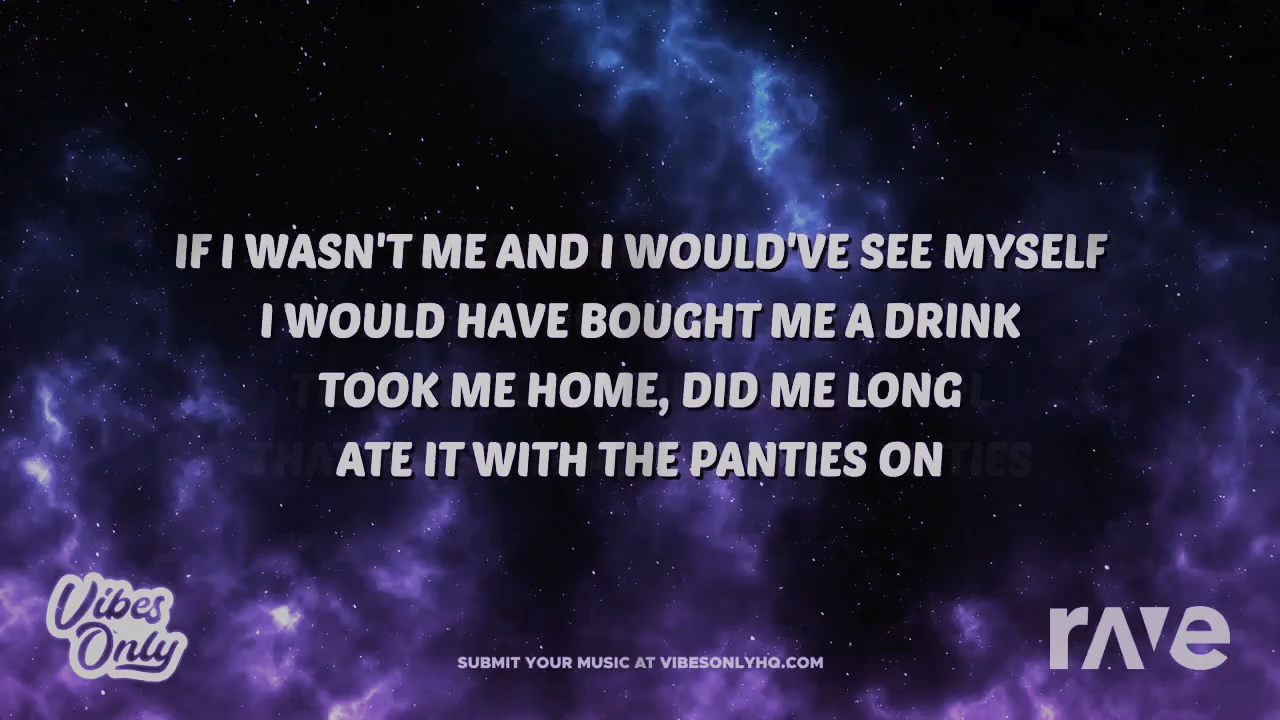 IF I WASN'T ME AND I WOULD'VE SEE MYSELF
I WOULD HAVE BOUGHT ME A DRINK
TOOK ME HOME, DID ME LONG
ATE IT WITH THE PANTIES ON
Vibes
Only
SUBMIT YOUR MUSIC AT VIBESONLYHQ.COM
rave